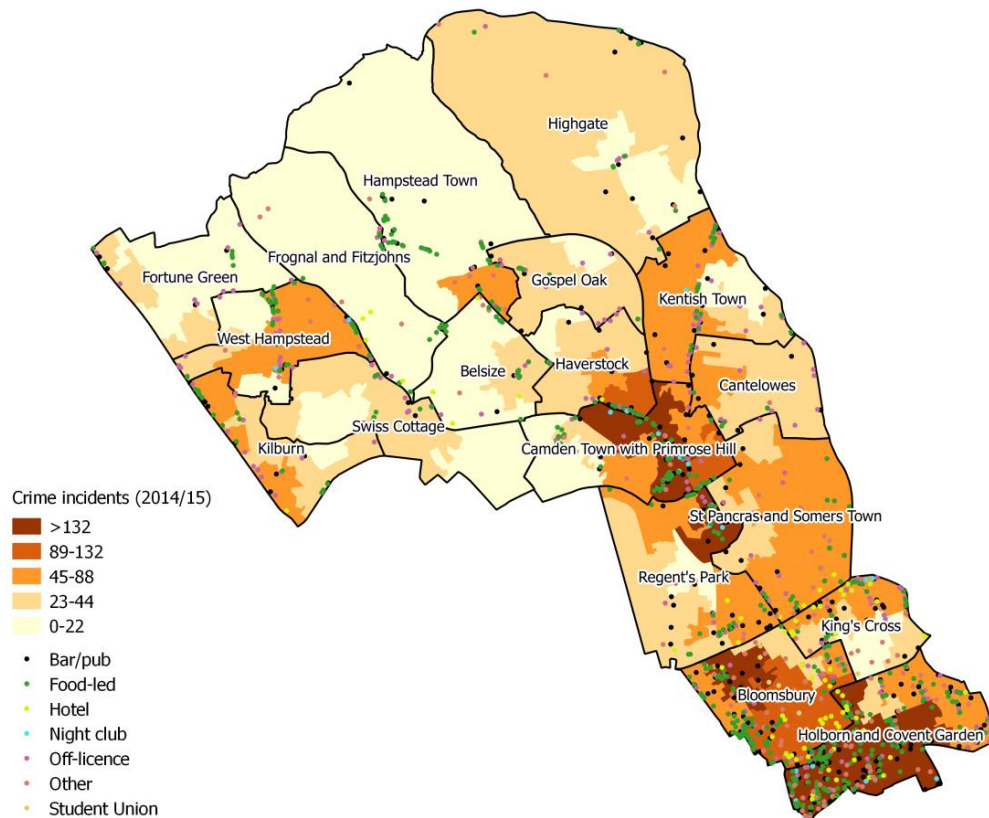 Highgate
Hampstead Town
Frognal and Fitzjohns
Fortune Green
Gospel Oak
Kentish Town
West Hampstead
Belsize
Haverstock
Cantelowes
Swiss Cottage
Kilburn
Camden Town with Primrose Hill
St Pancras and Somers Town
Regent's Park
King's Cross
Bloomsbury
Holborn and Covent Garden
Crime incidents (2014/15)
>132
89-132
45-88
23-44
0-22
Bar/pub
Food-led
Hotel
Night club
Off-licence
Other
Student Union